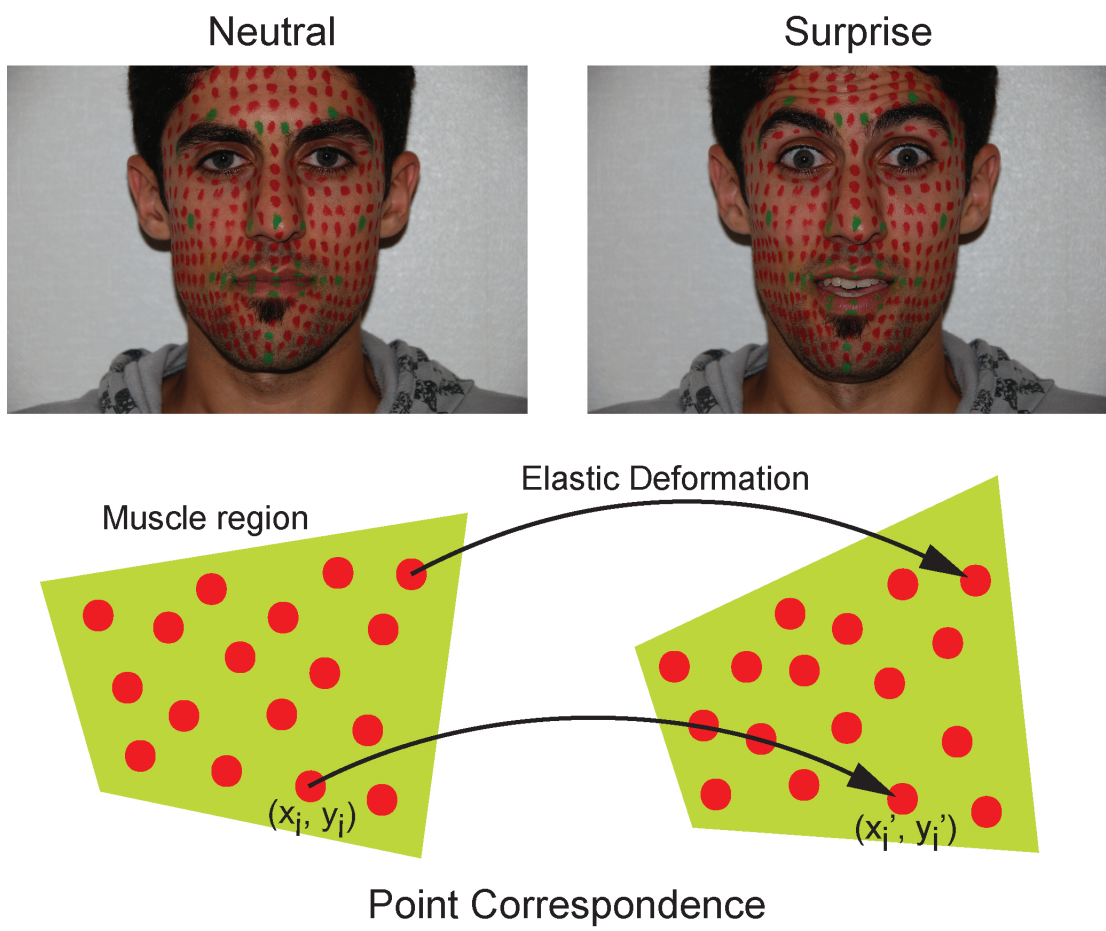 Neutral
Surprise
Elastic Deformation
Muscle region
(xi, yi)
(xi’, yi’)
Point Correspondence